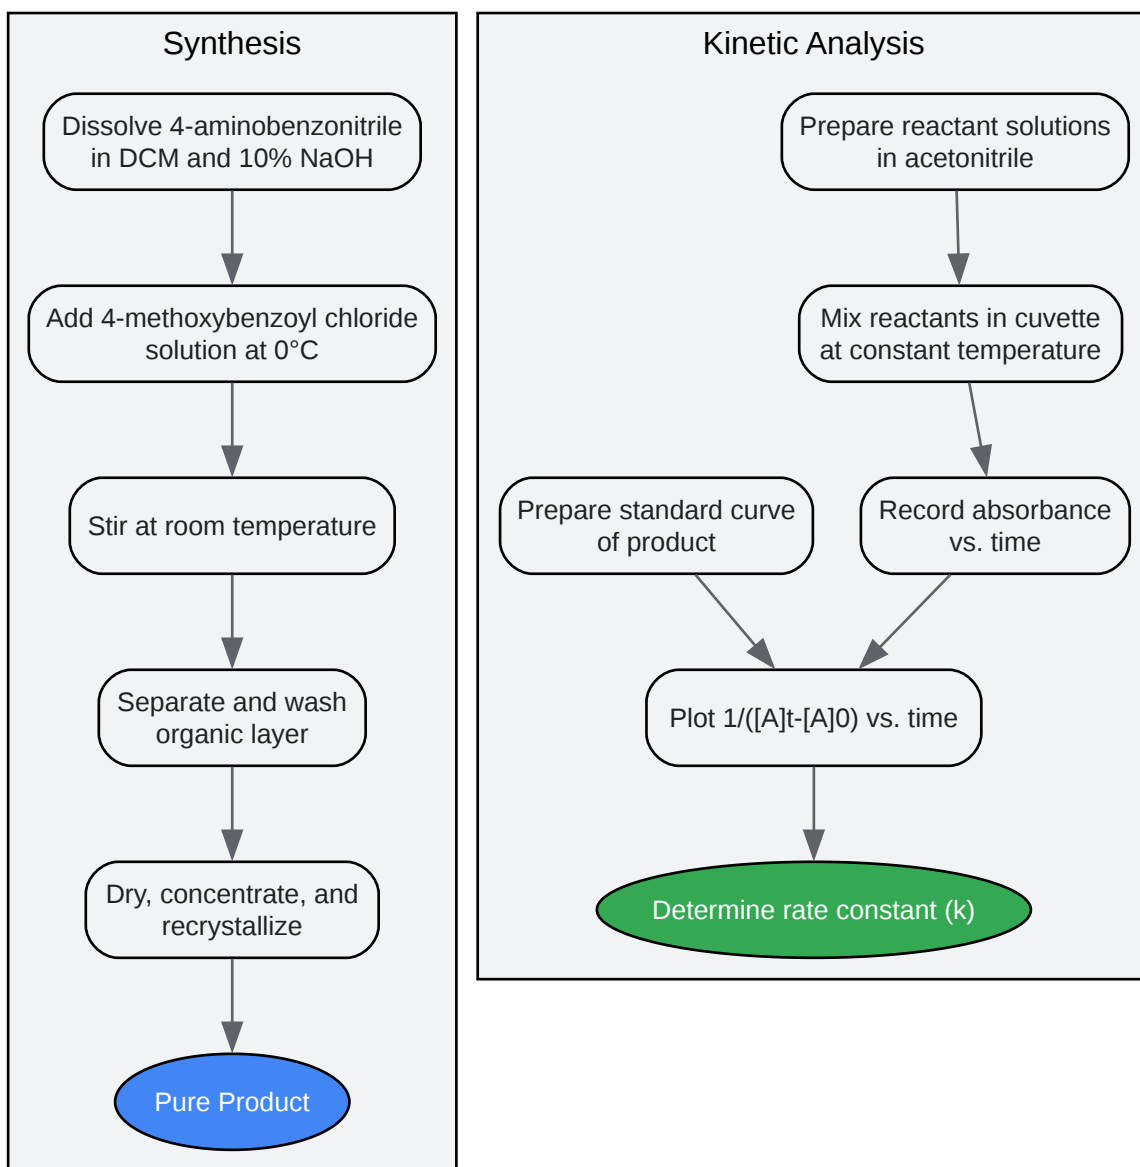 Synthesis
Dissolve 4-aminobenzonitrile
in DCM and 10% NaOH
Add 4-methoxybenzoyl chloride
solution at 0°C
Stir at room temperature
Separate and wash
organic layer
Dry, concentrate, and
recrystallize
Pure Product
Kinetic Analysis
Prepare reactant solutions
in acetonitrile
Mix reactants in cuvette
at constant temperature
Prepare standard curve
of product
Record absorbance
vs. time
Plot 1/([A]t-[A]0) vs. time
Determine rate constant (k)